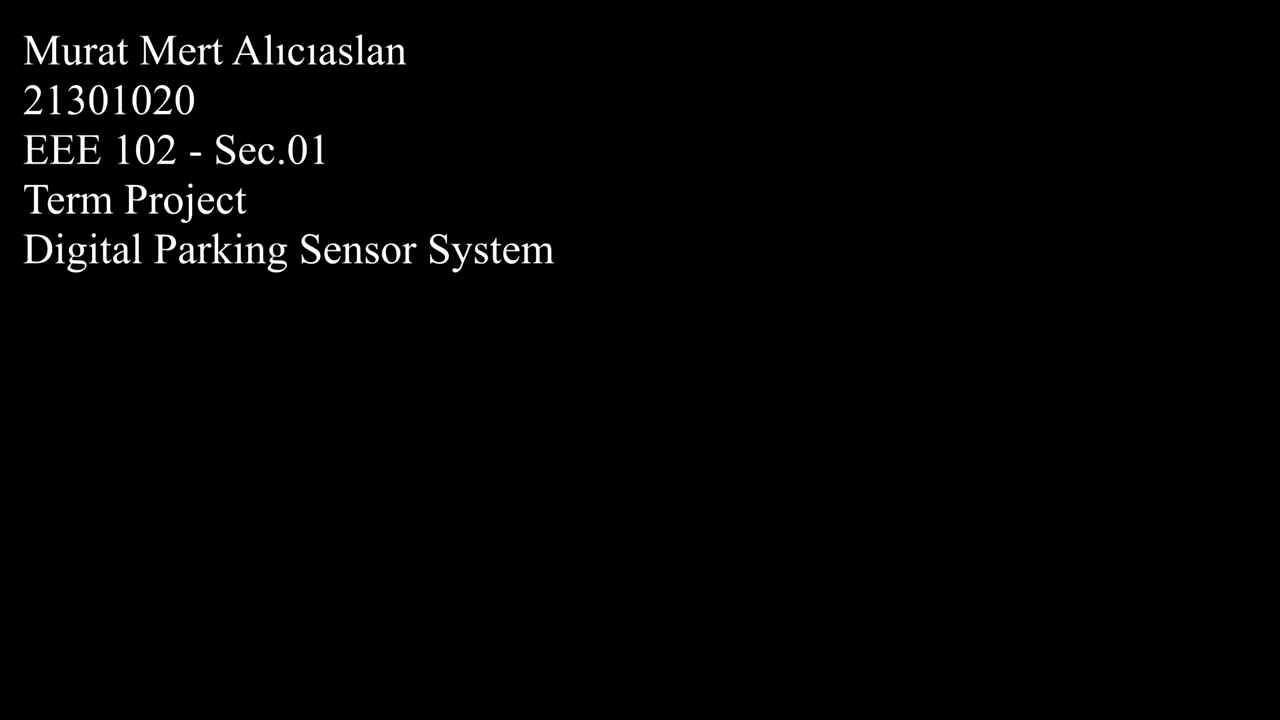 Murat Mert Alıcıaslan
21301020
EEE 102 - Sec.01
Term Project
Digital Parking Sensor System